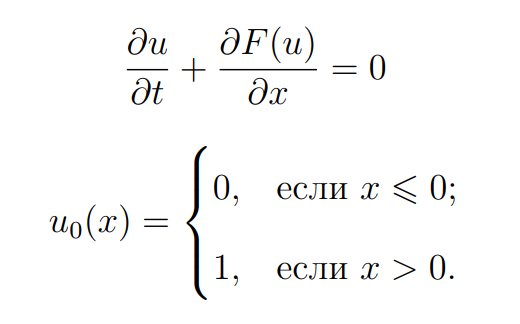 ∂u/∂t + ∂F(u)/∂x = 0
u₀(x) = { 0, если x ⩽ 0;
1, если x > 0.